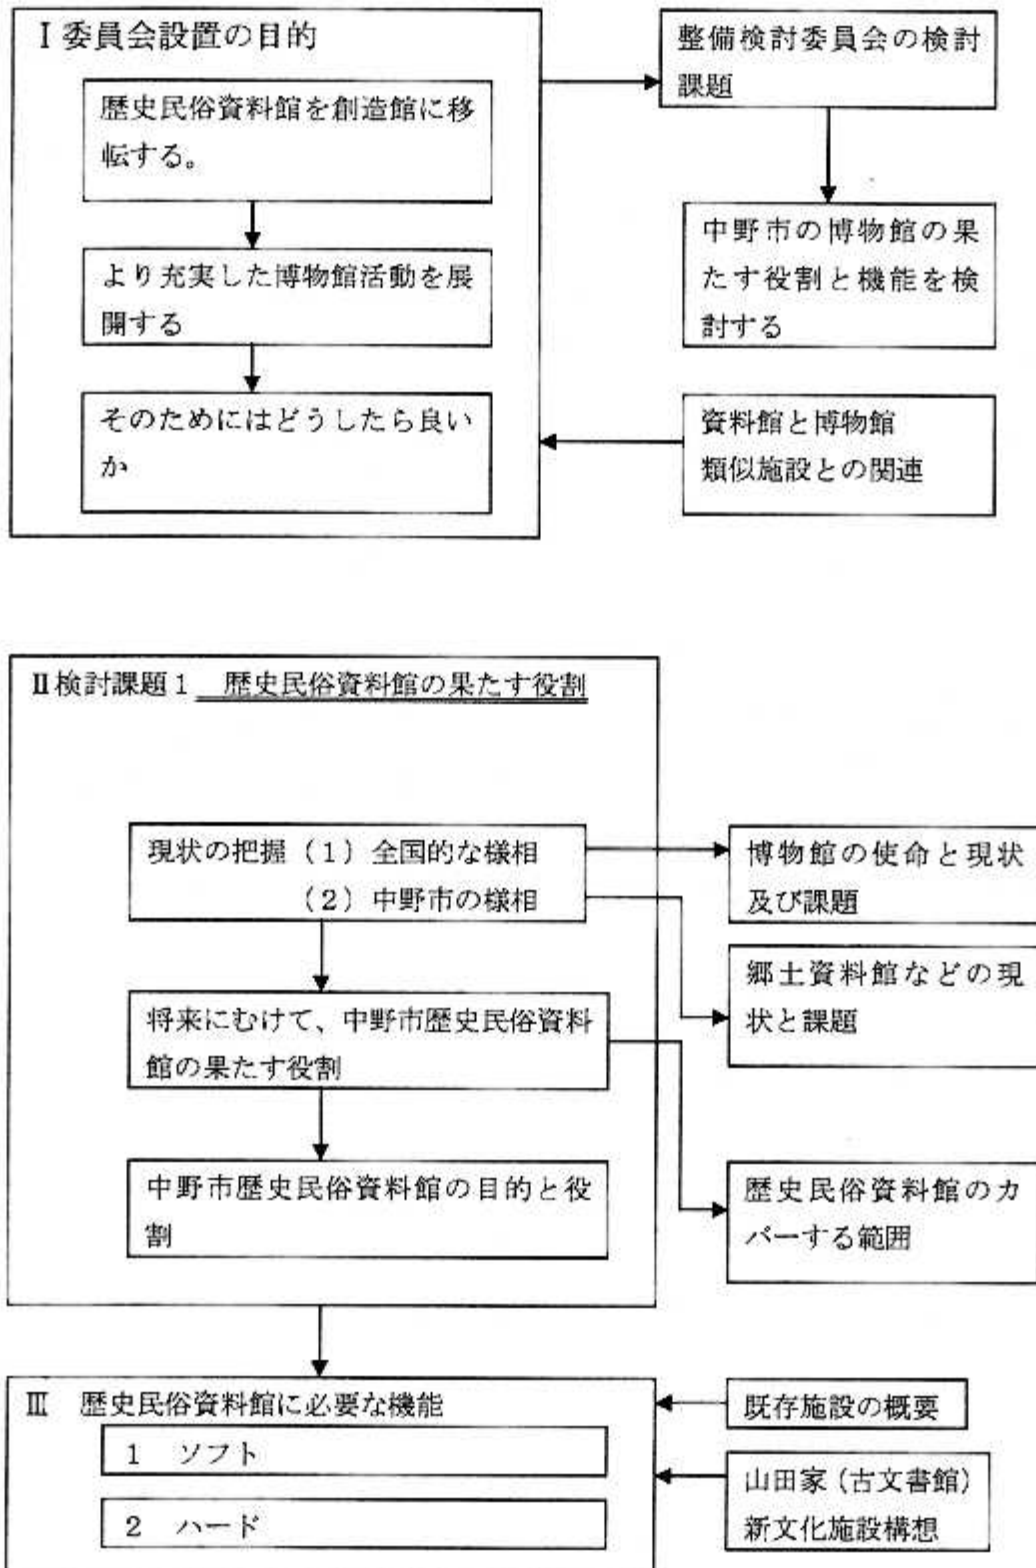 Ⅰ委員会設置の目的
歴史民俗資料館を創造館に移
転する。
より充実した博物館活動を展
開する
そのためにはどうしたら良い
か
整備検討委員会の検討
課題
中野市の博物館の果
たす役割と機能を検
討する
資料館と博物館
類似施設との関連
Ⅱ検討課題1　歴史民俗資料館の果たす役割
現状の把握（1）全国的な様相
（2）中野市の様相
将来にむけて、中野市歴史民俗資料
館の果たす役割
中野市歴史民俗資料館の目的と役
割
博物館の使命と現状
及び課題
郷土資料館などの現
状と課題
歴史民俗資料館のカ
バーする範囲
Ⅲ　歴史民俗資料館に必要な機能
1　ソフト
2　ハード
既存施設の概要
山田家（古文書館）
新文化施設構想